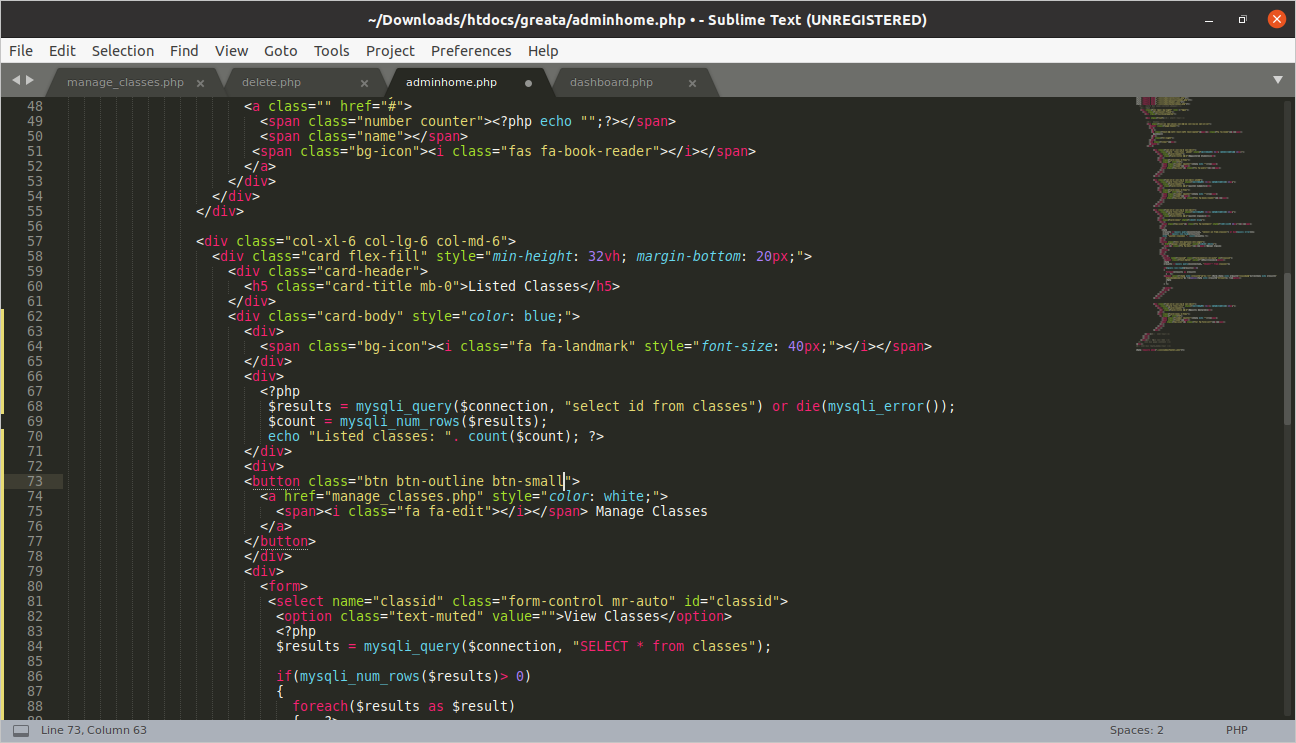 ~/Downloads/htdocs/greata/adminhome.php • - Sublime Text (UNREGISTERED)
File Edit Selection Find View Goto Tools Project Preferences Help
manage_classes.php delete.php adminhome.php dashboard.php
48 <a class="" href="#">
49 <span class="number counter"><?php echo "";?></span>
50 <span class="name"></span>
51 <span class="bg-icon"><i class="fas fa-book-reader"></i></span>
52 </a>
53 </div>
54 </div>
55 </div>
56
57 <div class="col-xl-6 col-lg-6 col-md-6">
58 <div class="card flex-fill" style="min-height: 32vh; margin-bottom: 20px;">
59 <div class="card-header">
60 <h5 class="card-title mb-0">Listed Classes</h5>
61 </div>
62 <div class="card-body" style="color: blue;">
63 <div>
64 <span class="bg-icon"><i class="fa fa-landmark" style="font-size: 40px;"></i></span>
65 </div>
66 <div>
67 <?php
68 $results = mysqli_query($connection, "select id from classes") or die(mysqli_error());
69 $count = mysqli_num_rows($results);
70 echo "Listed classes: ". count($count); ?>
71 </div>
72 <div>
73 <button class="btn btn-outline btn-small">
74 <a href="manage_classes.php" style="color: white;">
75 <span><i class="fa fa-edit"></i></span> Manage Classes
76 </a>
77 </button>
78 </div>
79 <div>
80 <form>
81 <select name="classid" class="form-control mr-auto" id="classid">
82 <option class="text-muted" value="">View Classes</option>
83 <?php
84 $results = mysqli_query($connection, "SELECT * from classes");
85
86 if(mysqli_num_rows($results)> 0)
87 {
88 foreach($results as $result)
Line 73, Column 63 Spaces: 2 PHP